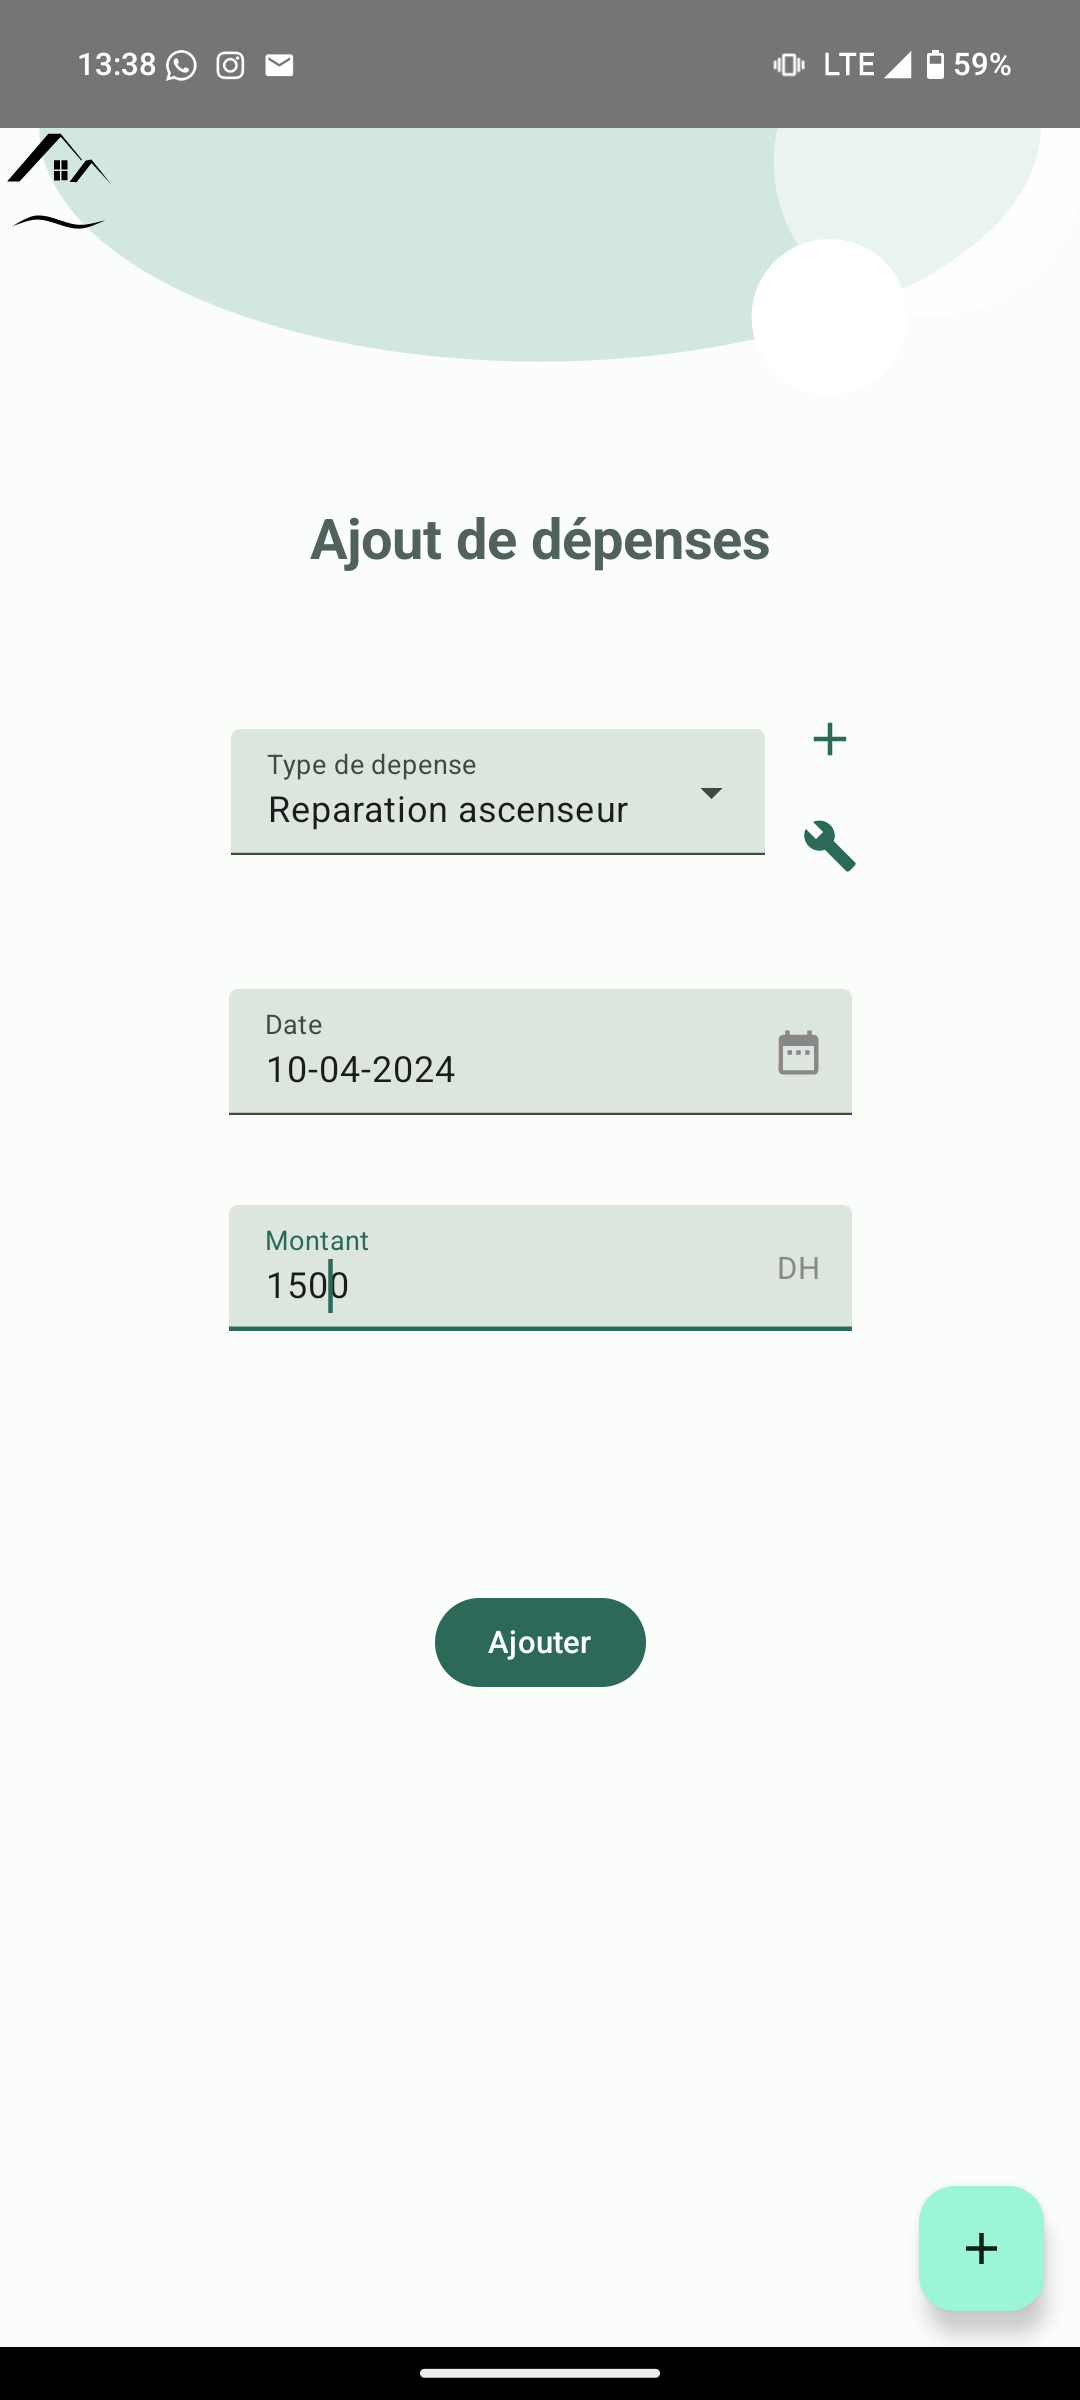 13:38 LTE 59%
Ajout de dépenses
Type de depense
Reparation ascenseur
Date
10-04-2024
Montant
1500 DH
Ajouter